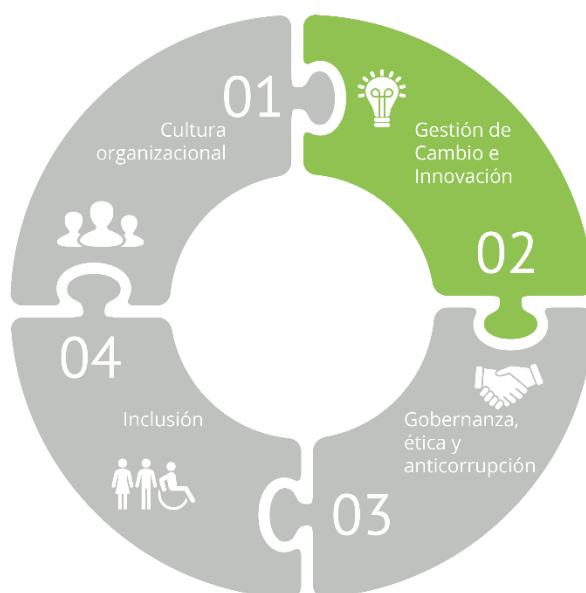 01
Cultura
organizacional
Gestión de
Cambio e
Innovación
02
04
Inclusión
Gobernanza,
ética y
anticorrupción
03